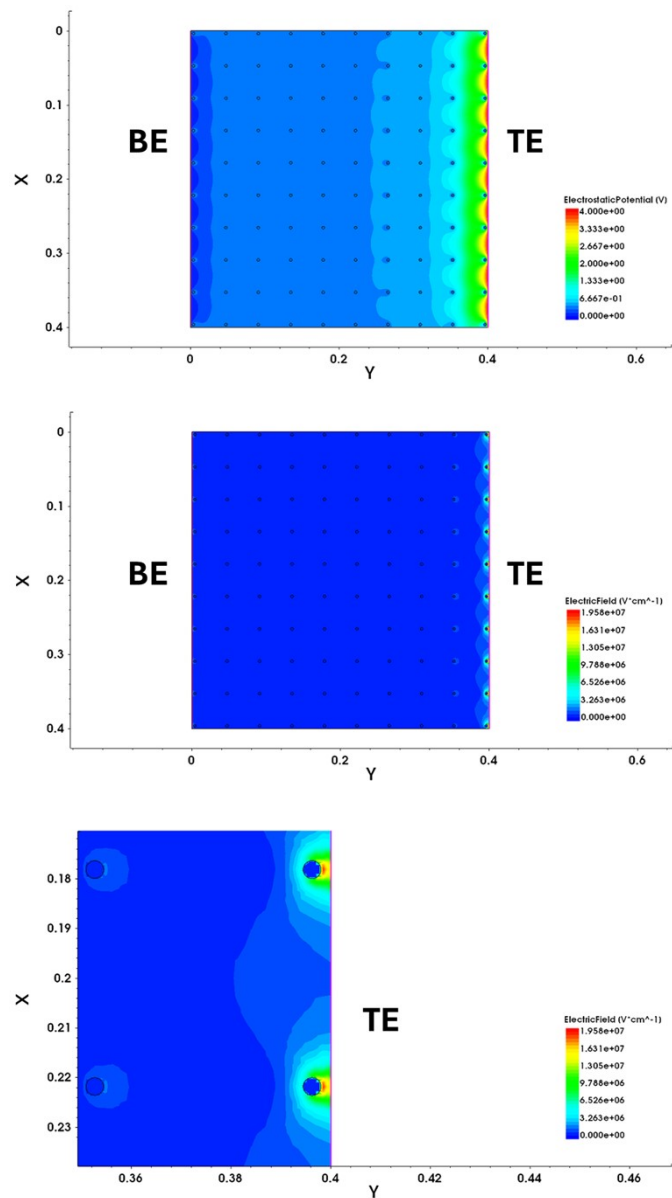 0
0.1
BE
TE
X
0.2
ElectrostaticPotential (V)
4.000e+00
3.333e+00
0.3
2.667e-01
2.000e+00
1.333e+00
6.667e-01
0.4
0.000e+00
0
0.2
0.4
0.6
Y
0
0.1
BE
TE
X
0.2
ElectricField (V*cm^-1)
1.958e+07
1.631e+07
0.3
1.305e+07
9.788e+06
6.526e+06
3.263e+06
0.4
0.000e+00
0
0.2
0.4
0.6
Y
0.18
0.19
X
0.2
TE
0.21
ElectricField (V*cm^-1)
1.958e+07
1.631e+07
0.22
1.305e+07
9.788e+06
6.526e+06
0.23
3.263e+06
0.000e+00
0.36
0.38
0.4
0.42
0.44
0.46
Y